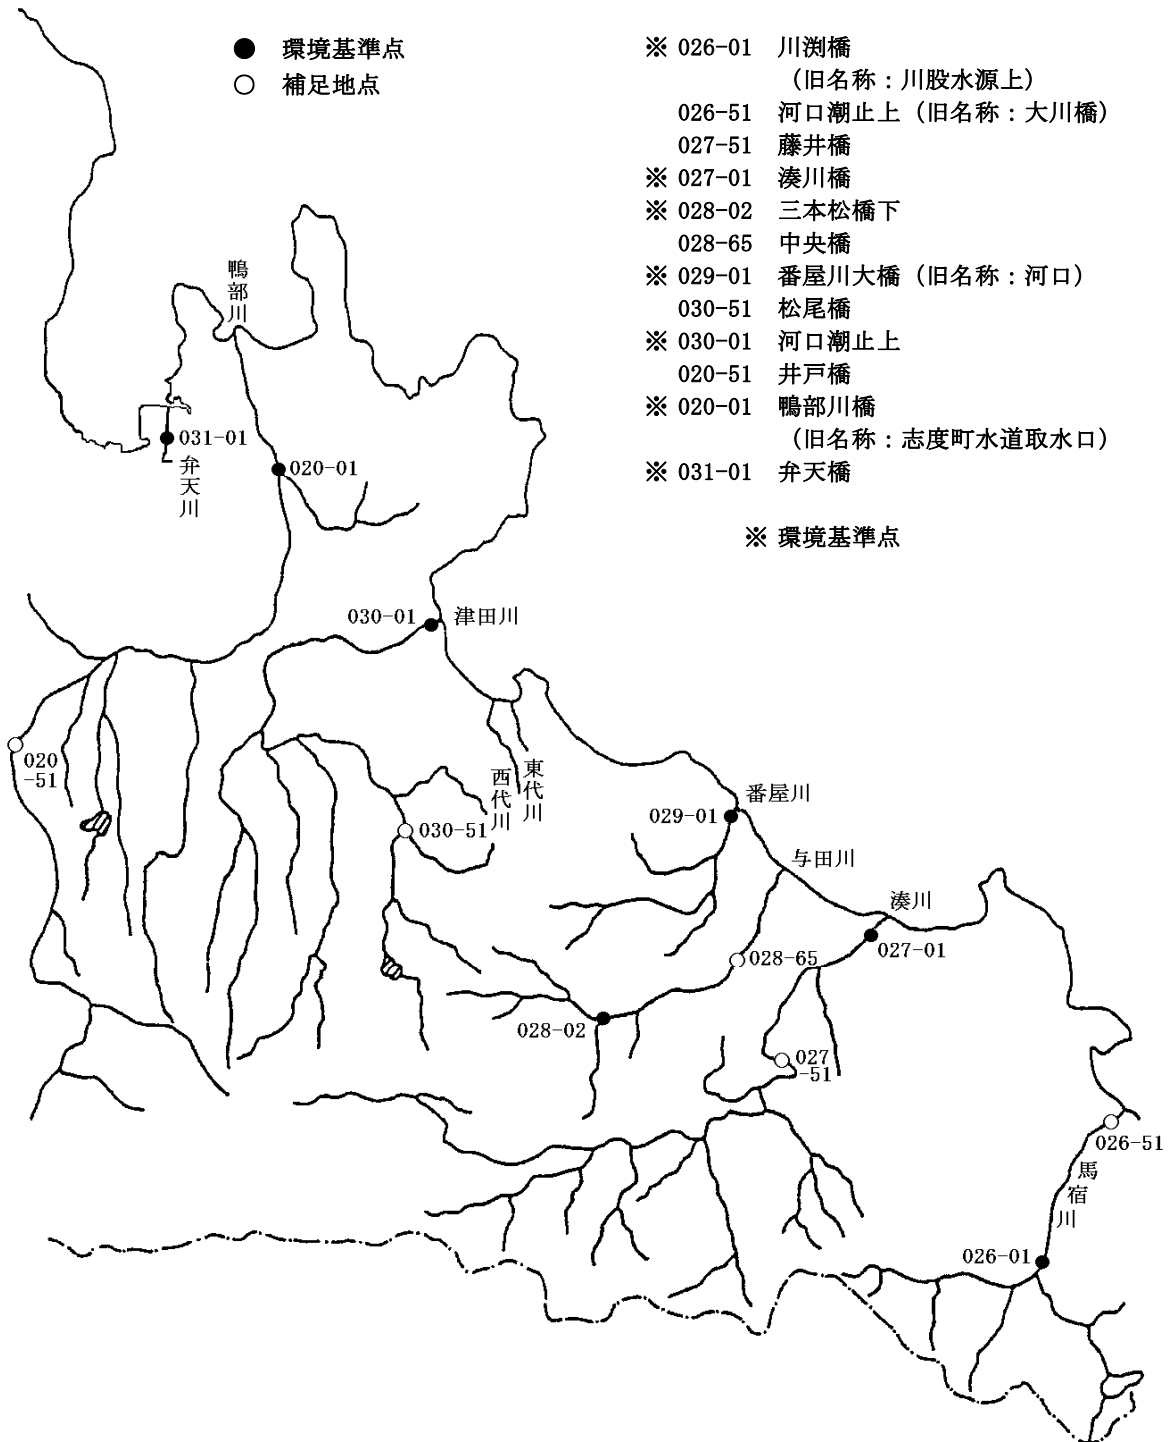 ● 環境基準点
○ 補足地点
※ 026-01 川渕橋
（旧名称：川股水源上）
026-51 河口潮止上（旧名称：大川橋）
027-51 藤井橋
※ 027-01 湊川橋
※ 028-02 三本松橋下
028-65 中央橋
※ 029-01 番屋川大橋（旧名称：河口）
030-51 松尾橋
※ 030-01 河口潮止上
020-51 井戸橋
※ 020-01 鴨部川橋
（旧名称：志度町水道取水口）
※ 031-01 弁天橋
※ 環境基準点
鴨部川
031-01
弁天川
020-01
030-01
津田川
020
-51
西代川
東代川
030-51
029-01
番屋川
与田川
湊川
027-01
028-65
028-02
027
-51
026-51
馬宿川
026-01